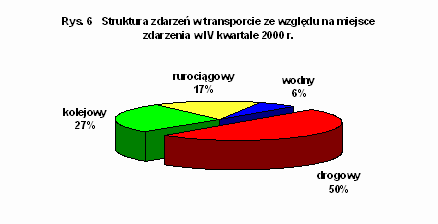 Rys. 6 Struktura zdarzeń w transporcie ze względu na miejsce
zdarzenia w IV kwartale 2000 r.
rurociągowy
17%
wodny
6%
kolejowy
27%
drogowy
50%